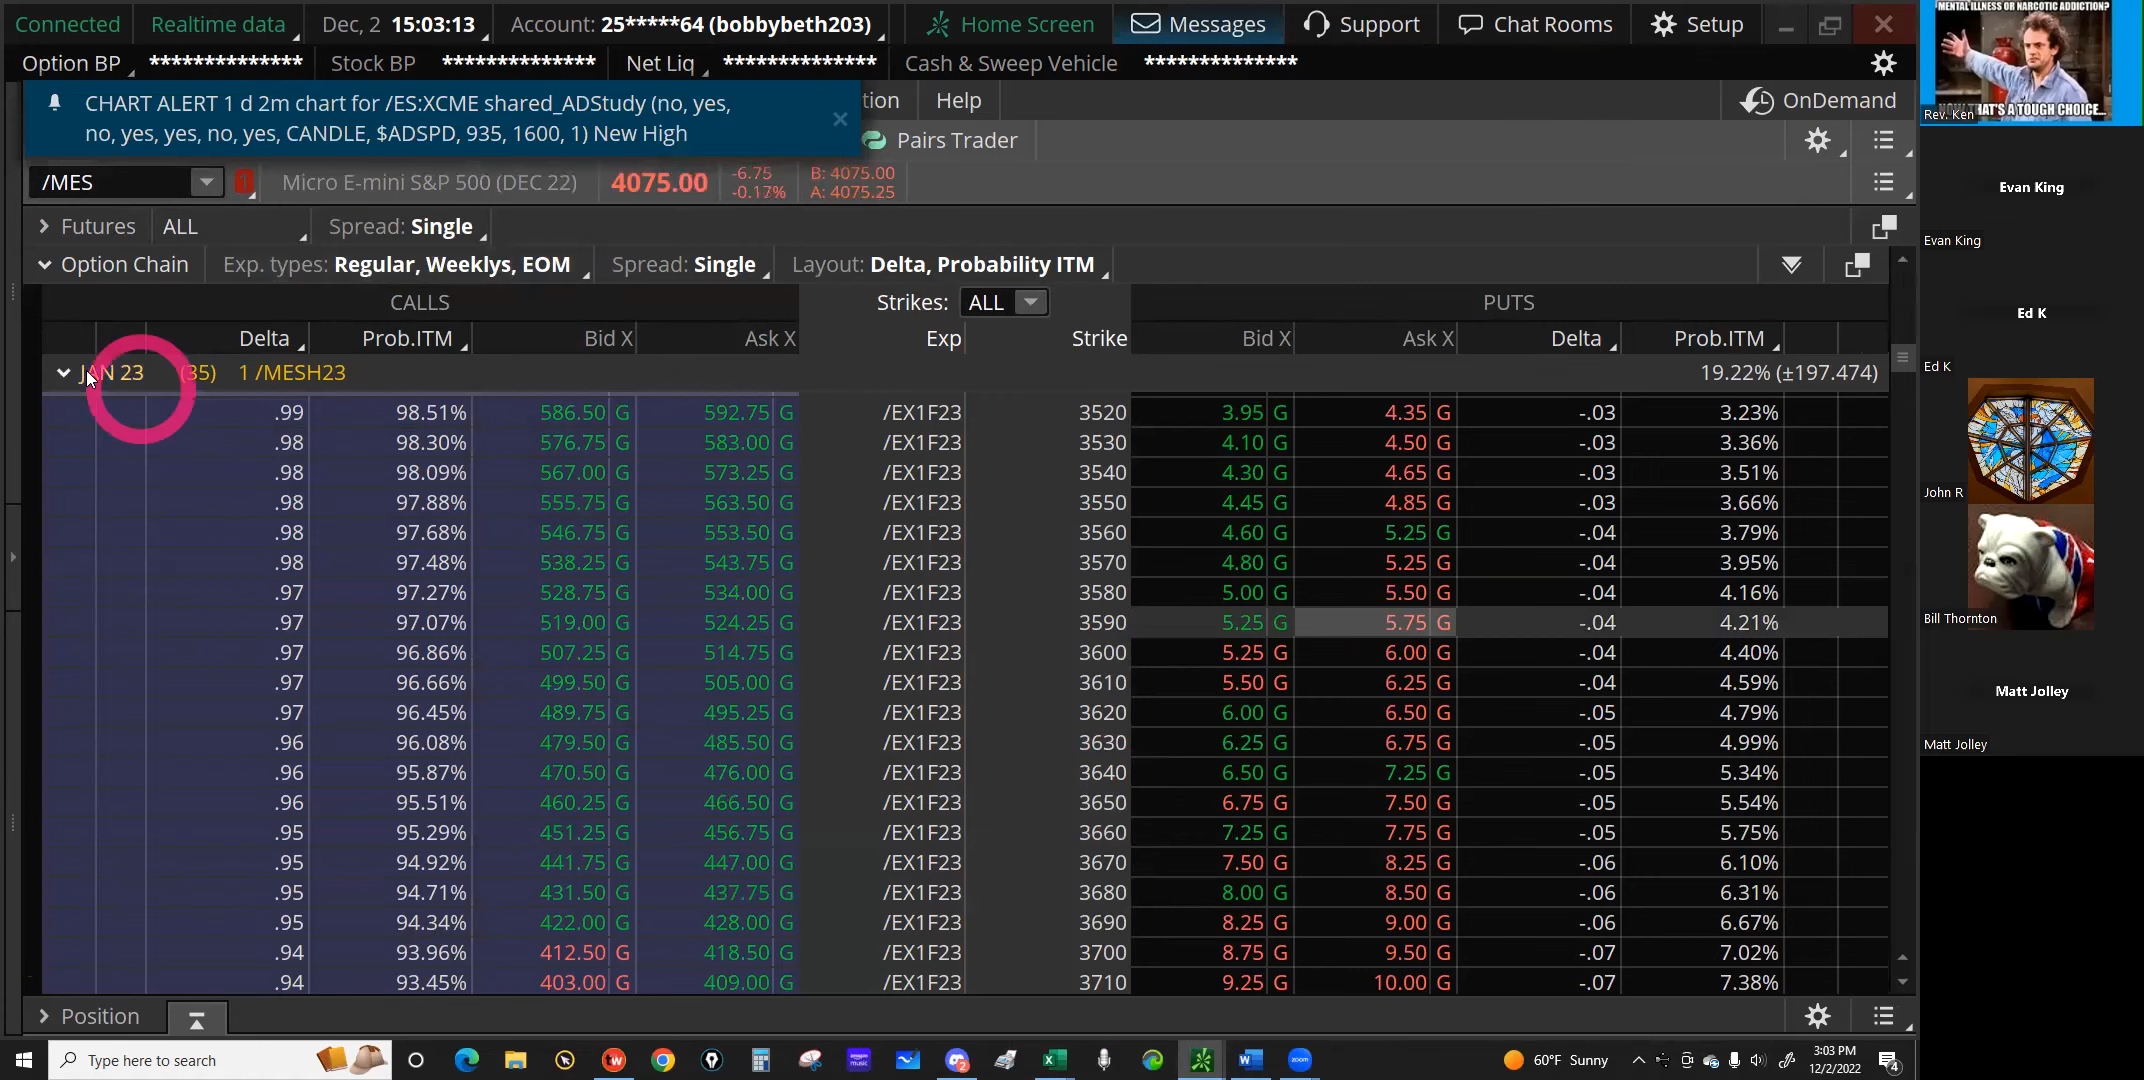 Connected Realtime data Dec, 2 15:03:13 Account: 25*****64 (bobbybeth203) Home Screen Messages Support Chat Rooms Setup
Option BP ************** Stock BP ************** Net Liq ************** Cash & Sweep Vehicle **************
CHART ALERT 1 d 2m chart for /ES:XCME shared_ADStudy (no, yes,
no, yes, yes, no, yes, CANDLE, $ADSPD, 935, 1600, 1) New High
tion Help OnDemand
Pairs Trader
/MES 1 Micro E-mini S&P 500 (DEC 22) 4075.00 -6.75 B: 4075.00
-0.17% A: 4075.25
Futures ALL Spread: Single
Option Chain Exp. types: Regular, Weeklys, EOM Spread: Single Layout: Delta, Probability ITM
CALLS Strikes: ALL PUTS
Delta Prob.ITM Bid X Ask X Exp Strike Bid X Ask X Delta Prob.ITM
JAN 23 (35) 1 /MESH23 19.22% (±197.474)
.99 98.51% 586.50 G 592.75 G /EX1F23 3520 3.95 G 4.35 G -.03 3.23%
.98 98.30% 576.75 G 583.00 G /EX1F23 3530 4.10 G 4.50 G -.03 3.36%
.98 98.09% 567.00 G 573.25 G /EX1F23 3540 4.30 G 4.65 G -.03 3.51%
.98 97.88% 555.75 G 563.50 G /EX1F23 3550 4.45 G 4.85 G -.03 3.66%
.98 97.68% 546.75 G 553.50 G /EX1F23 3560 4.60 G 5.25 G -.04 3.79%
.98 97.48% 538.25 G 543.75 G /EX1F23 3570 4.80 G 5.25 G -.04 3.95%
.97 97.27% 528.75 G 534.00 G /EX1F23 3580 5.00 G 5.50 G -.04 4.16%
.97 97.07% 519.00 G 524.25 G /EX1F23 3590 5.25 G 5.75 G -.04 4.21%
.97 96.86% 507.25 G 514.75 G /EX1F23 3600 5.25 G 6.00 G -.04 4.40%
.97 96.66% 499.50 G 505.00 G /EX1F23 3610 5.50 G 6.25 G -.04 4.59%
.97 96.45% 489.75 G 495.25 G /EX1F23 3620 6.00 G 6.50 G -.05 4.79%
.96 96.08% 479.50 G 485.50 G /EX1F23 3630 6.25 G 6.75 G -.05 4.99%
.96 95.87% 470.50 G 476.00 G /EX1F23 3640 6.50 G 7.25 G -.05 5.34%
.96 95.51% 460.25 G 466.50 G /EX1F23 3650 6.75 G 7.50 G -.05 5.54%
.95 95.29% 451.25 G 456.75 G /EX1F23 3660 7.25 G 7.75 G -.05 5.75%
.95 94.92% 441.75 G 447.00 G /EX1F23 3670 7.50 G 8.25 G -.06 6.10%
.95 94.71% 431.50 G 437.75 G /EX1F23 3680 8.00 G 8.50 G -.06 6.31%
.95 94.34% 422.00 G 428.00 G /EX1F23 3690 8.25 G 9.00 G -.06 6.67%
.94 93.96% 412.50 G 418.50 G /EX1F23 3700 8.75 G 9.50 G -.07 7.02%
.94 93.45% 403.00 G 409.00 G /EX1F23 3710 9.25 G 10.00 G -.07 7.38%
Position
Type here to search 60°F Sunny 3:03 PM
12/2/2022 4
MENTAL ILLNESS OR NARCOTIC ADDICTION?
NOW THAT'S A TOUGH CHOICE...
Rev. Ken
Evan King
Evan King
Ed K
Ed K
John R
Bill Thornton
Matt Jolley
Matt Jolley